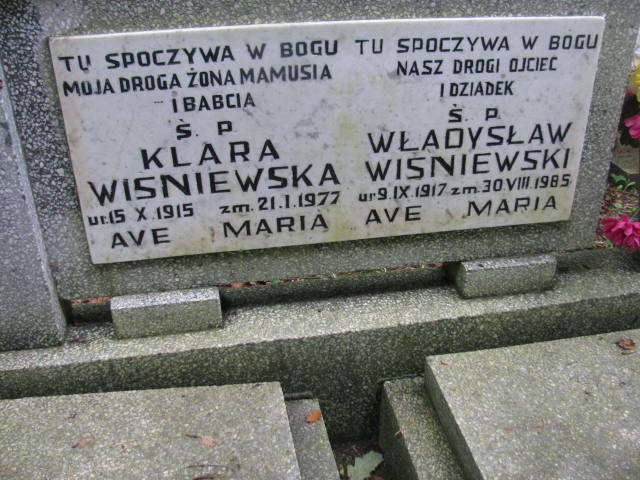 TU SPOCZYWA W BOGU
MOJA DROGA ŻONA MAMUSIA
I BABCIA
Ś. P
KLARA
WIŚNIEWSKA
ur.15 X. 1915 zm. 21. I. 1977
AVE MARIA
TU SPOCZYWA W BOGU
NASZ DROGI OJCIEC
I DZIADEK
Ś. P
WŁADYSŁAW
WIŚNIEWSKI
ur.9.IX.1917 zm.30.VIII.1985
AVE MARIA